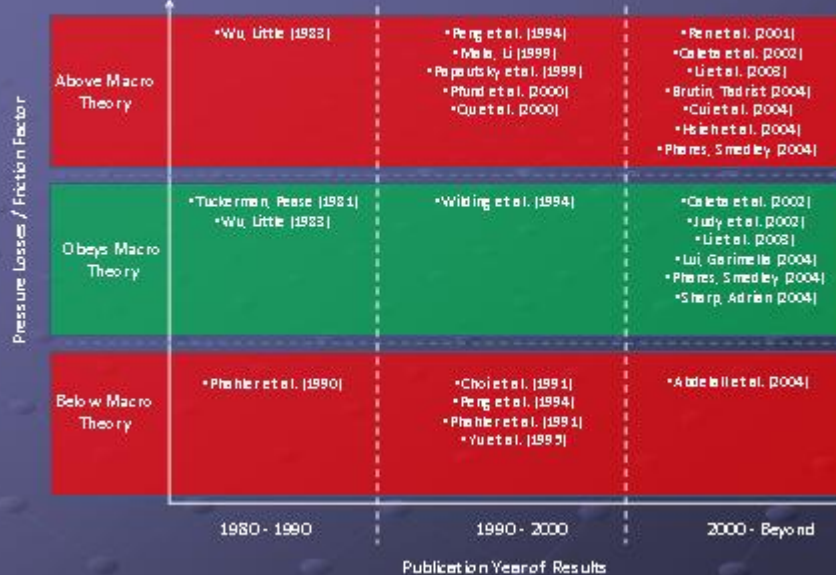 Pressure Losses / Friction Factor
Above Macro
Theory
•Wu, Little (1983)
•Peng et al. (1994)
•Mala, Li (1999)
•Papautsky et al. (1999)
•Pfund et al. (2000)
•Qu et al. (2000)
•Ren et al. (2001)
•Celata et al. (2002)
•Li et al. (2003)
•Brutin, Tadrist (2004)
•Cui et al. (2004)
•Hsieh et al. (2004)
•Phares, Smedley (2004)
Obeys Macro
Theory
•Tuckerman, Pease (1981)
•Wu, Little (1983)
•Wilding et al. (1994)
•Celata et al. (2002)
•Judy et al. (2002)
•Li et al. (2003)
•Lui, Garimella (2004)
•Phares, Smedley (2004)
•Sharp, Adrian (2004)
Below Macro
Theory
•Phahler et al. (1990)
•Choi et al. (1991)
•Peng et al. (1994)
•Phahler et al. (1991)
•Yu et al. (1995)
•Abdelall et al. (2004)
1980 - 1990
1990 - 2000
2000 - Beyond
Publication Year of Results